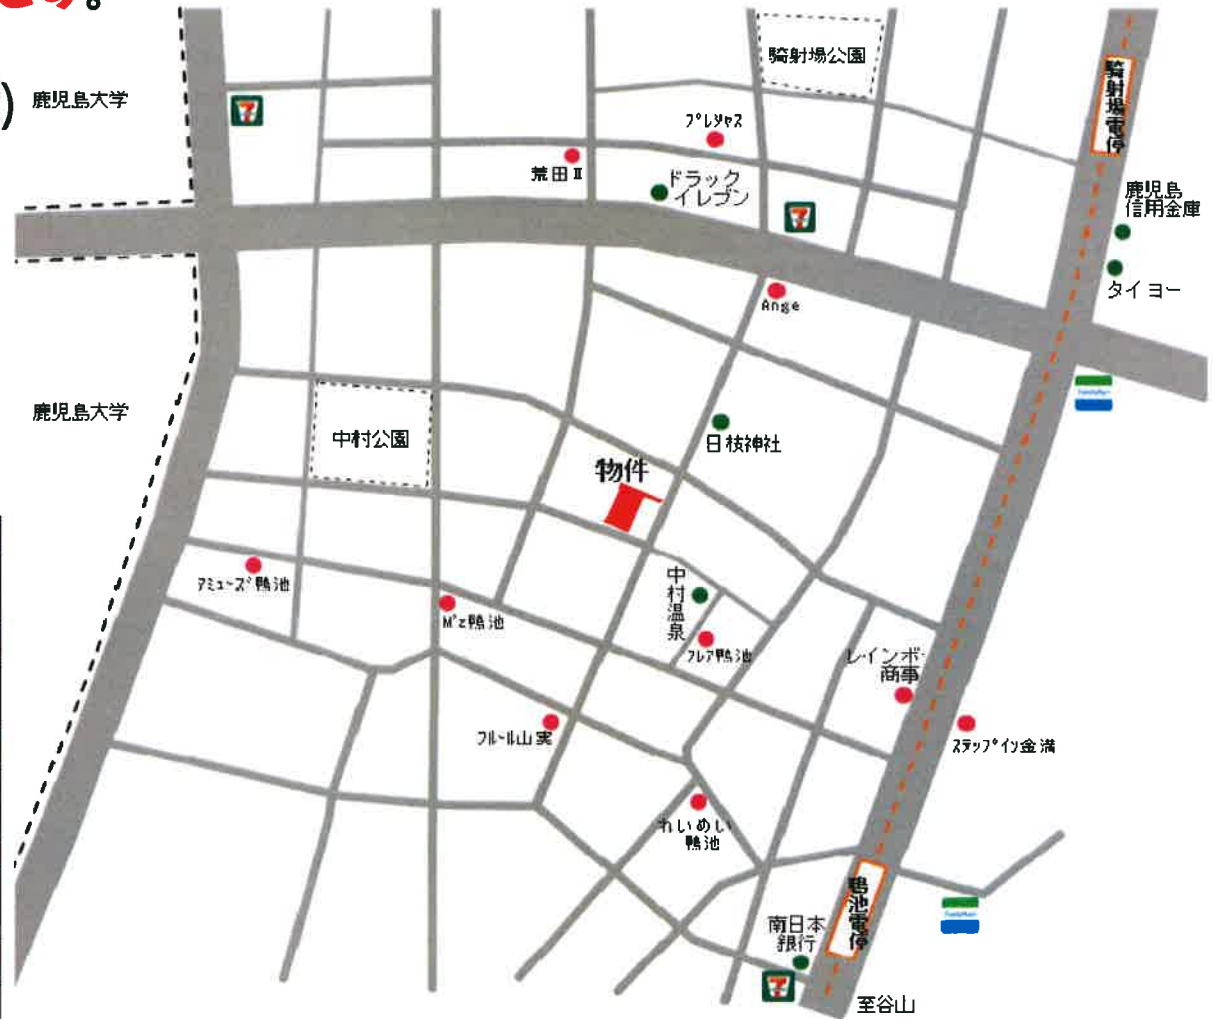 。
)
鹿児島大学
騎射場公園
騎射場電停
プレジャス
荒田Ⅱ
ドラック
イレブン
鹿児島
信用金庫
タイヨー
Ange
FamilyMart
鹿児島大学
中村公園
日枝神社
物件
アミューズ鴨池
M'z鴨池
中村温泉
フレア鴨池
レインボー
商事
フルール山実
ステップイン金満
れいめい
鴨池
鴨池電停
FamilyMart
南日本
銀行
至谷山